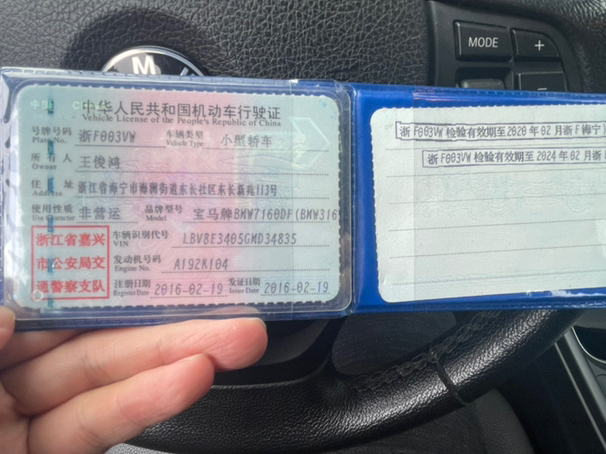 MODE
+
M
中华人民共和国机动车行驶证
Vehicle License of the People's Republic of China
号牌号码 浙F003VW 车辆类型 小型轿车
Plate No. Vehicle Type
所有人 王俊鸿
Owner
住址 浙江省海宁市海洲街道东长社区东长新苑113号
Address
使用性质 非营运 品牌型号 宝马牌BMW7160DF(BMW316
Use Character Model
浙江省嘉兴
市公安局交
通警察支队
车辆识别代号 LBV8E3405GMD34835
VIN
发动机号码 A192K104
Engine No.
注册日期 2016-02-19 发证日期 2016-02-19
Register Date Issue Date
浙F003VW 检验有效期至2020年02月浙F
浙F003VW 检验有效期至2024年02月浙